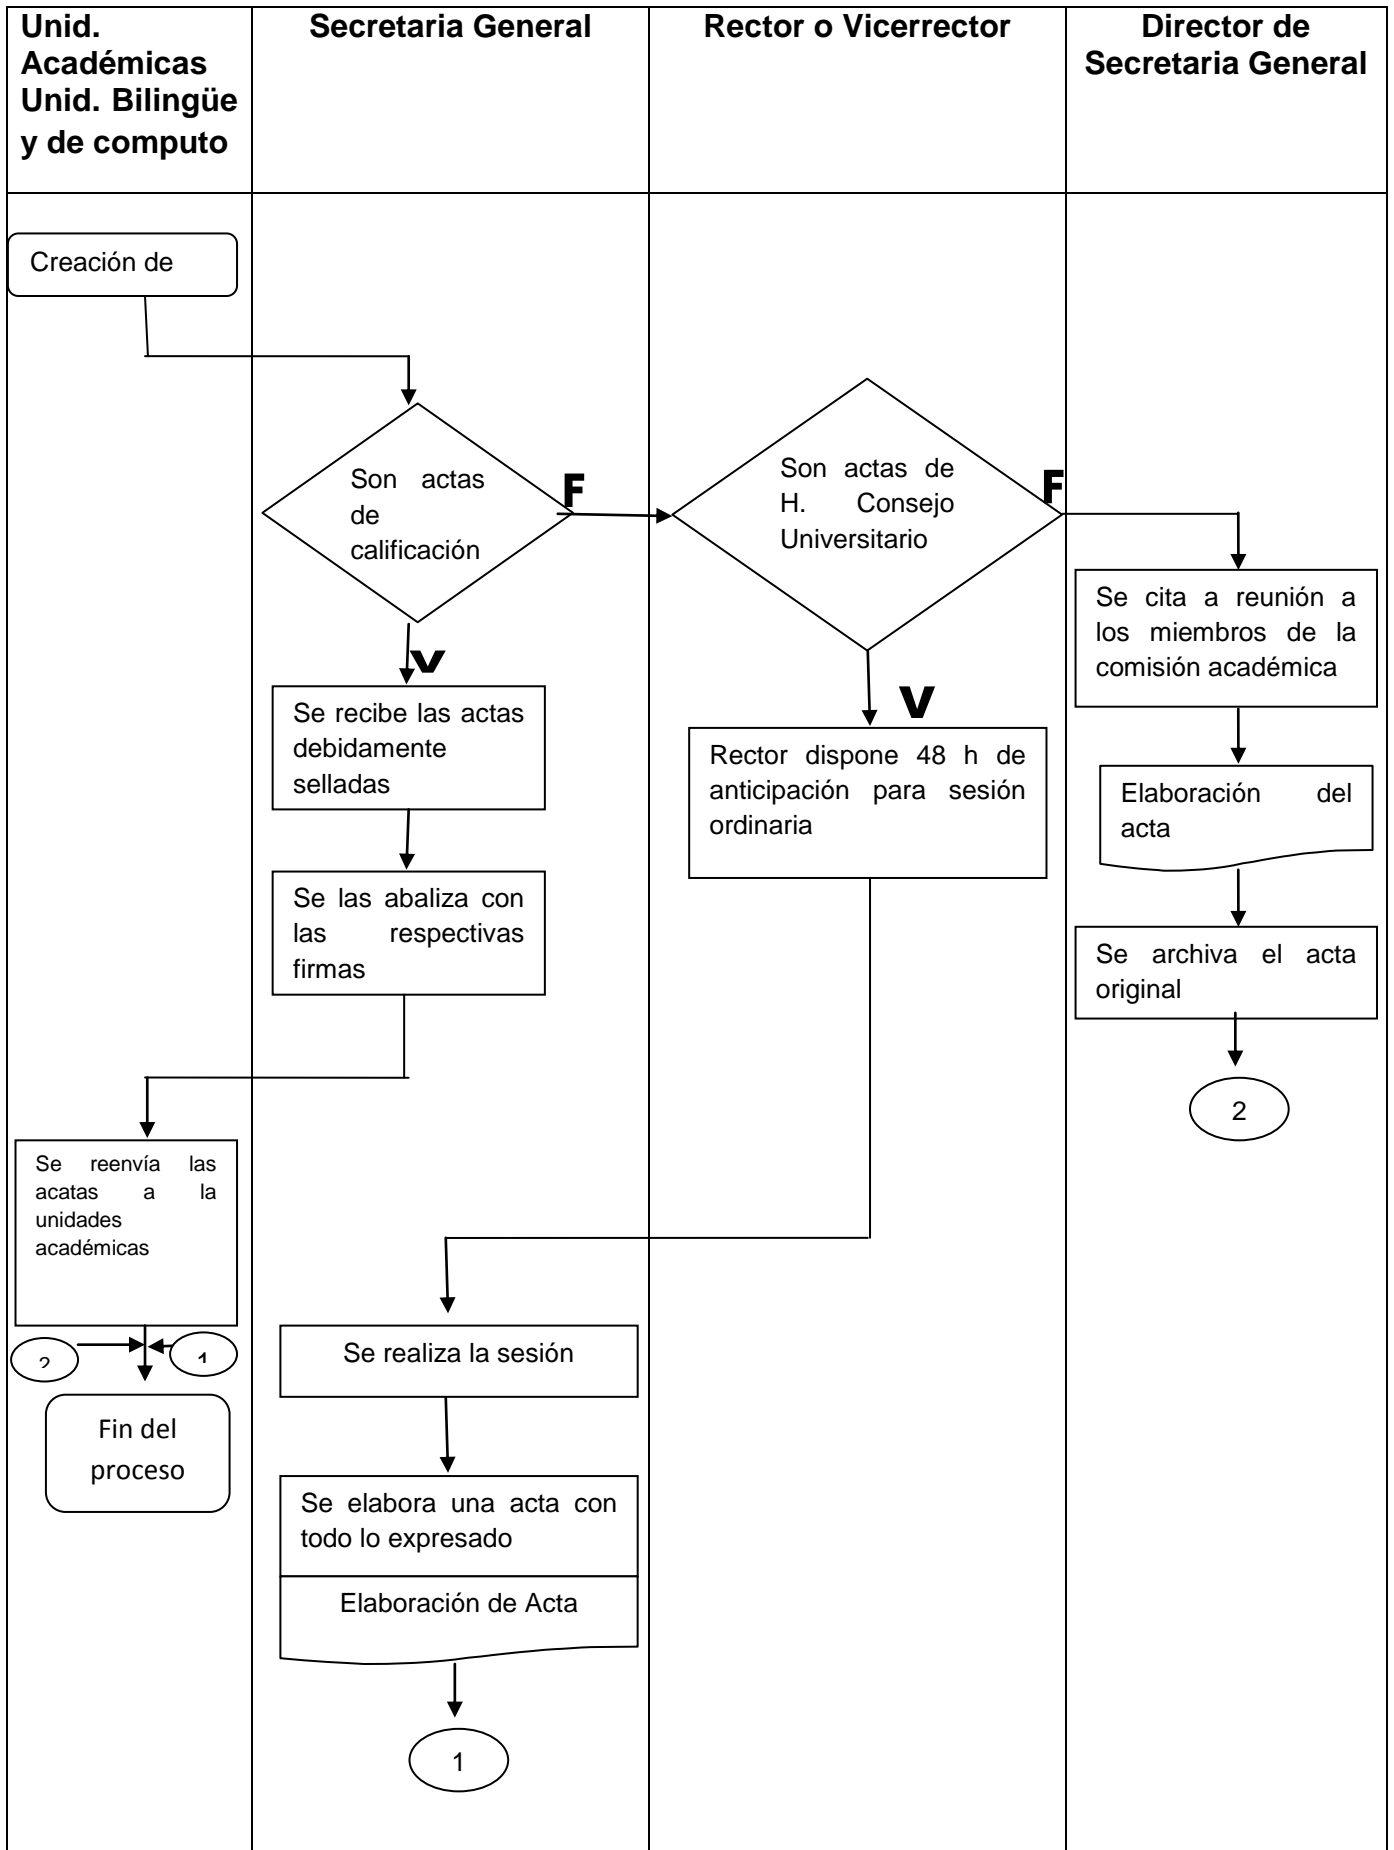 Unid.
Académicas
Unid. Bilingüe
y de computo
Secretaria General
Rector o Vicerrector
Director de
Secretaria General
Creación de
Son actas
de
calificación
F
Son actas de
H. Consejo
Universitario
F
Se cita a reunión a
los miembros de la
comisión académica
V
Se recibe las actas
debidamente
selladas
V
Rector dispone 48 h de
anticipación para sesión
ordinaria
Elaboración del
acta
Se las abaliza con
las respectivas
firmas
Se archiva el acta
original
2
Se reenvía las
acatas a la
unidades
académicas
2
1
Fin del
proceso
Se realiza la sesión
Se elabora una acta con
todo lo expresado
Elaboración de Acta
1